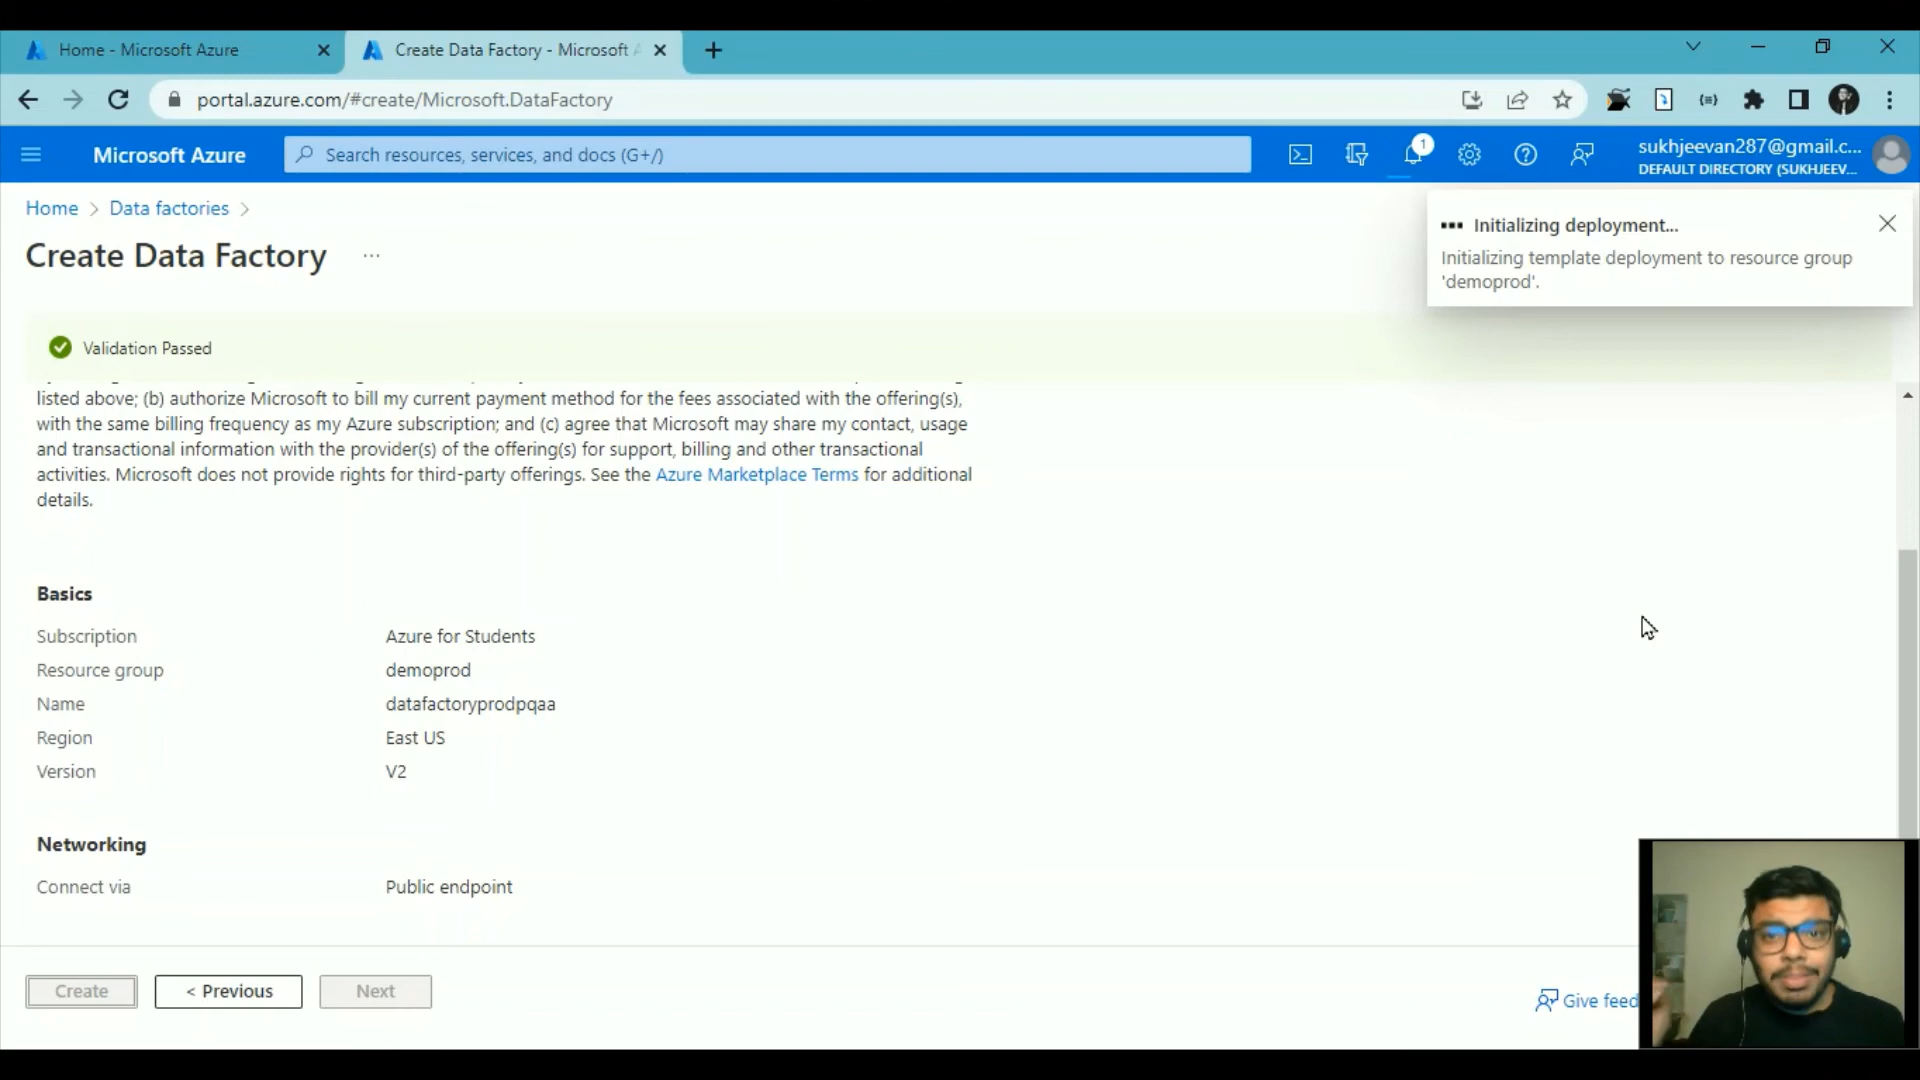 Home - Microsoft Azure
Create Data Factory - Microsoft A
portal.azure.com/#create/Microsoft.DataFactory
Microsoft Azure
Search resources, services, and docs (G+/)
1
sukhjeevan287@gmail.c...
DEFAULT DIRECTORY (SUKHJEEV...
Home > Data factories >
Create Data Factory ...
Initializing deployment...
Initializing template deployment to resource group
'demoprod'.
Validation Passed
listed above; (b) authorize Microsoft to bill my current payment method for the fees associated with the offering(s),
with the same billing frequency as my Azure subscription; and (c) agree that Microsoft may share my contact, usage
and transactional information with the provider(s) of the offering(s) for support, billing and other transactional
activities. Microsoft does not provide rights for third-party offerings. See the Azure Marketplace Terms for additional
details.
Basics
Subscription Azure for Students
Resource group demoprod
Name datafactoryprodpqaa
Region East US
Version V2
Networking
Connect via Public endpoint
Create
< Previous
Next
Give feed